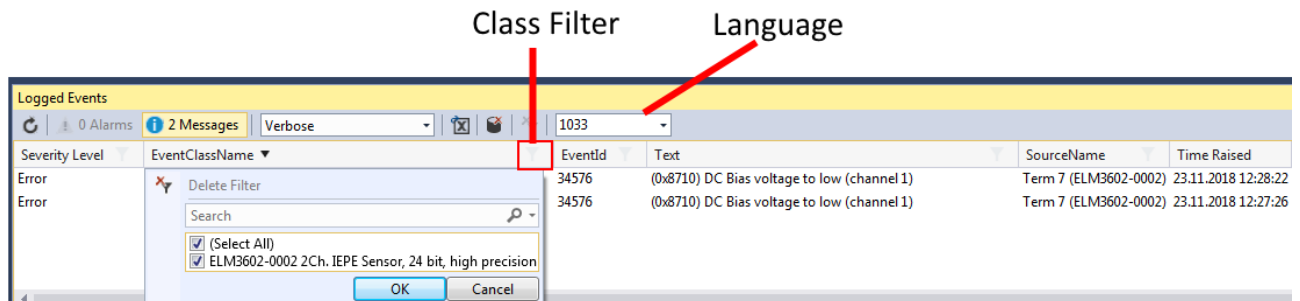 Class Filter Language
Logged Events
0 Alarms 2 Messages Verbose 1033
Severity Level EventClassName EventId Text SourceName Time Raised
Error 34576 (0x8710) DC Bias voltage to low (channel 1) Term 7 (ELM3602-0002) 23.11.2018 12:28:22
Error 34576 (0x8710) DC Bias voltage to low (channel 1) Term 7 (ELM3602-0002) 23.11.2018 12:27:26
Delete Filter
Search
(Select All)
ELM3602-0002 2Ch. IEPE Sensor, 24 bit, high precision
OK Cancel